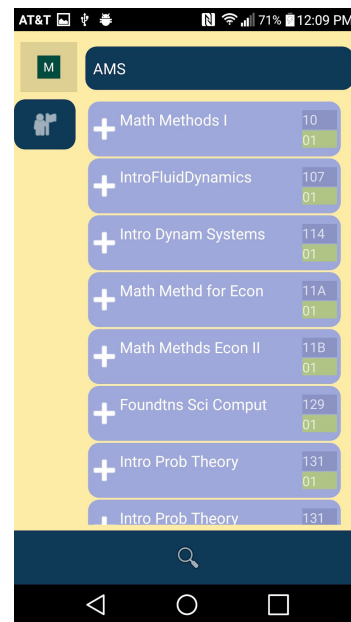 AT&T 71% 12:09 PM
M AMS
Math Methods I 10
01
IntroFluidDynamics 107
01
Intro Dynam Systems 114
01
Math Methd for Econ 11A
01
Math Methds Econ II 11B
01
Foundtns Sci Comput 129
01
Intro Prob Theory 131
01
Intro Prob Theory 131